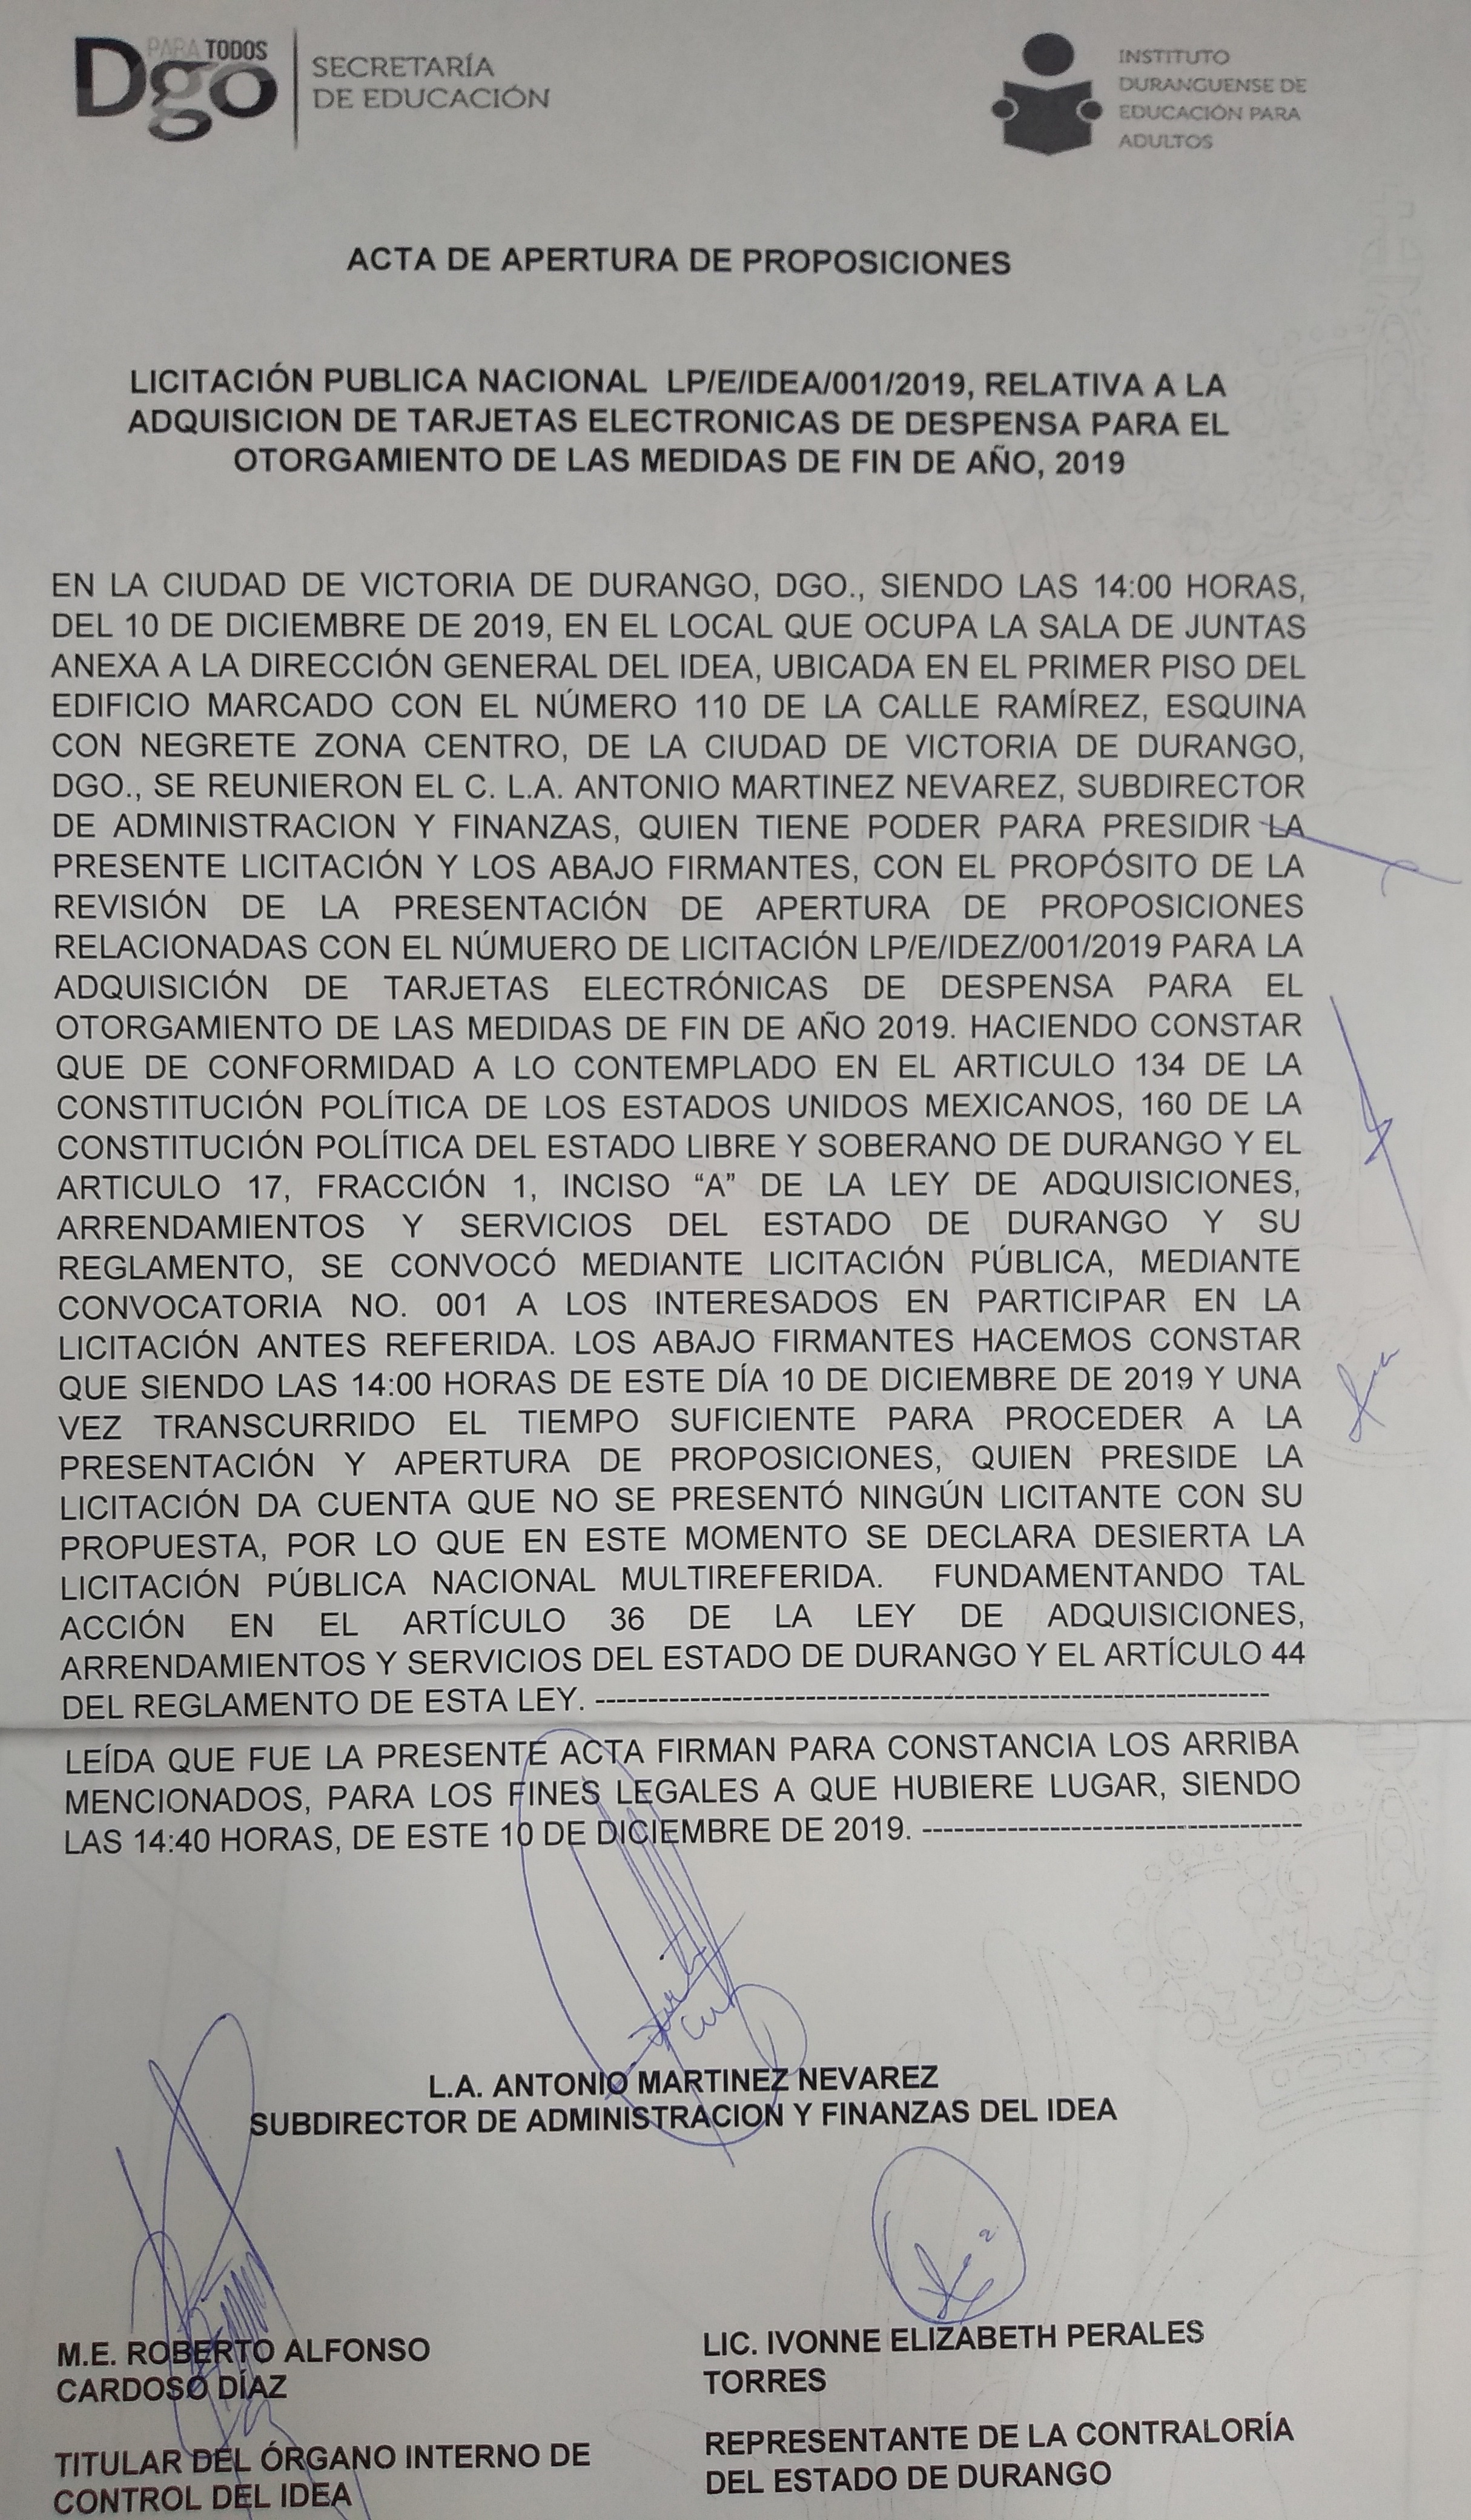 Dgo PARA TODOS
SECRETARÍA
DE EDUCACIÓN
INSTITUTO
DURANGUENSE DE
EDUCACIÓN PARA
ADULTOS
ACTA DE APERTURA DE PROPOSICIONES
LICITACIÓN PUBLICA NACIONAL LP/E/IDEA/001/2019, RELATIVA A LA
ADQUISICION DE TARJETAS ELECTRONICAS DE DESPENSA PARA EL
OTORGAMIENTO DE LAS MEDIDAS DE FIN DE AÑO, 2019
EN LA CIUDAD DE VICTORIA DE DURANGO, DGO., SIENDO LAS 14:00 HORAS,
DEL 10 DE DICIEMBRE DE 2019, EN EL LOCAL QUE OCUPA LA SALA DE JUNTAS
ANEXA A LA DIRECCIÓN GENERAL DEL IDEA, UBICADA EN EL PRIMER PISO DEL
EDIFICIO MARCADO CON EL NÚMERO 110 DE LA CALLE RAMÍREZ, ESQUINA
CON NEGRETE ZONA CENTRO, DE LA CIUDAD DE VICTORIA DE DURANGO,
DGO., SE REUNIERON EL C. L.A. ANTONIO MARTINEZ NEVAREZ, SUBDIRECTOR
DE ADMINISTRACION Y FINANZAS, QUIEN TIENE PODER PARA PRESIDIR LA
PRESENTE LICITACIÓN Y LOS ABAJO FIRMANTES, CON EL PROPÓSITO DE LA
REVISIÓN DE LA PRESENTACIÓN DE APERTURA DE PROPOSICIONES
RELACIONADAS CON EL NÚMUERO DE LICITACIÓN LP/E/IDEZ/001/2019 PARA LA
ADQUISICIÓN DE TARJETAS ELECTRÓNICAS DE DESPENSA PARA EL
OTORGAMIENTO DE LAS MEDIDAS DE FIN DE AÑO 2019. HACIENDO CONSTAR
QUE DE CONFORMIDAD A LO CONTEMPLADO EN EL ARTICULO 134 DE LA
CONSTITUCIÓN POLÍTICA DE LOS ESTADOS UNIDOS MEXICANOS, 160 DE LA
CONSTITUCIÓN POLÍTICA DEL ESTADO LIBRE Y SOBERANO DE DURANGO Y EL
ARTICULO 17, FRACCIÓN 1, INCISO “A” DE LA LEY DE ADQUISICIONES,
ARRENDAMIENTOS Y SERVICIOS DEL ESTADO DE DURANGO Y SU
REGLAMENTO, SE CONVOCÓ MEDIANTE LICITACIÓN PÚBLICA, MEDIANTE
CONVOCATORIA NO. 001 A LOS INTERESADOS EN PARTICIPAR EN LA
LICITACIÓN ANTES REFERIDA. LOS ABAJO FIRMANTES HACEMOS CONSTAR
QUE SIENDO LAS 14:00 HORAS DE ESTE DÍA 10 DE DICIEMBRE DE 2019 Y UNA
VEZ TRANSCURRIDO EL TIEMPO SUFICIENTE PARA PROCEDER A LA
PRESENTACIÓN Y APERTURA DE PROPOSICIONES, QUIEN PRESIDE LA
LICITACIÓN DA CUENTA QUE NO SE PRESENTÓ NINGÚN LICITANTE CON SU
PROPUESTA, POR LO QUE EN ESTE MOMENTO SE DECLARA DESIERTA LA
LICITACIÓN PÚBLICA NACIONAL MULTIREFERIDA. FUNDAMENTANDO TAL
ACCIÓN EN EL ARTÍCULO 36 DE LA LEY DE ADQUISICIONES,
ARRENDAMIENTOS Y SERVICIOS DEL ESTADO DE DURANGO Y EL ARTÍCULO 44
DEL REGLAMENTO DE ESTA LEY. ----------------------------------------------------------------
LEÍDA QUE FUE LA PRESENTE ACTA FIRMAN PARA CONSTANCIA LOS ARRIBA
MENCIONADOS, PARA LOS FINES LEGALES A QUE HUBIERE LUGAR, SIENDO
LAS 14:40 HORAS, DE ESTE 10 DE DICIEMBRE DE 2019. ------------------------------------
L.A. ANTONIO MARTINEZ NEVAREZ
SUBDIRECTOR DE ADMINISTRACION Y FINANZAS DEL IDEA
M.E. ROBERTO ALFONSO
CARDOSO DÍAZ
TITULAR DEL ÓRGANO INTERNO DE
CONTROL DEL IDEA
LIC. IVONNE ELIZABETH PERALES
TORRES
REPRESENTANTE DE LA CONTRALORÍA
DEL ESTADO DE DURANGO